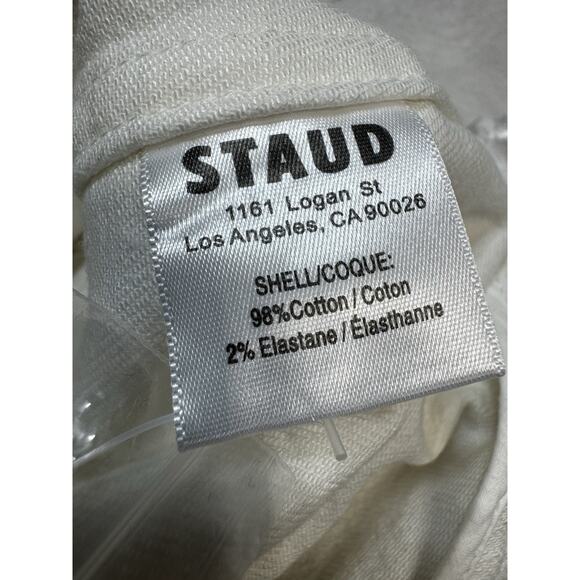 STAUD
1161 Logan St
Los Angeles, CA 90026
SHELL/COQUE:
98%Cotton / Coton
2% Elastane / Élasthanne